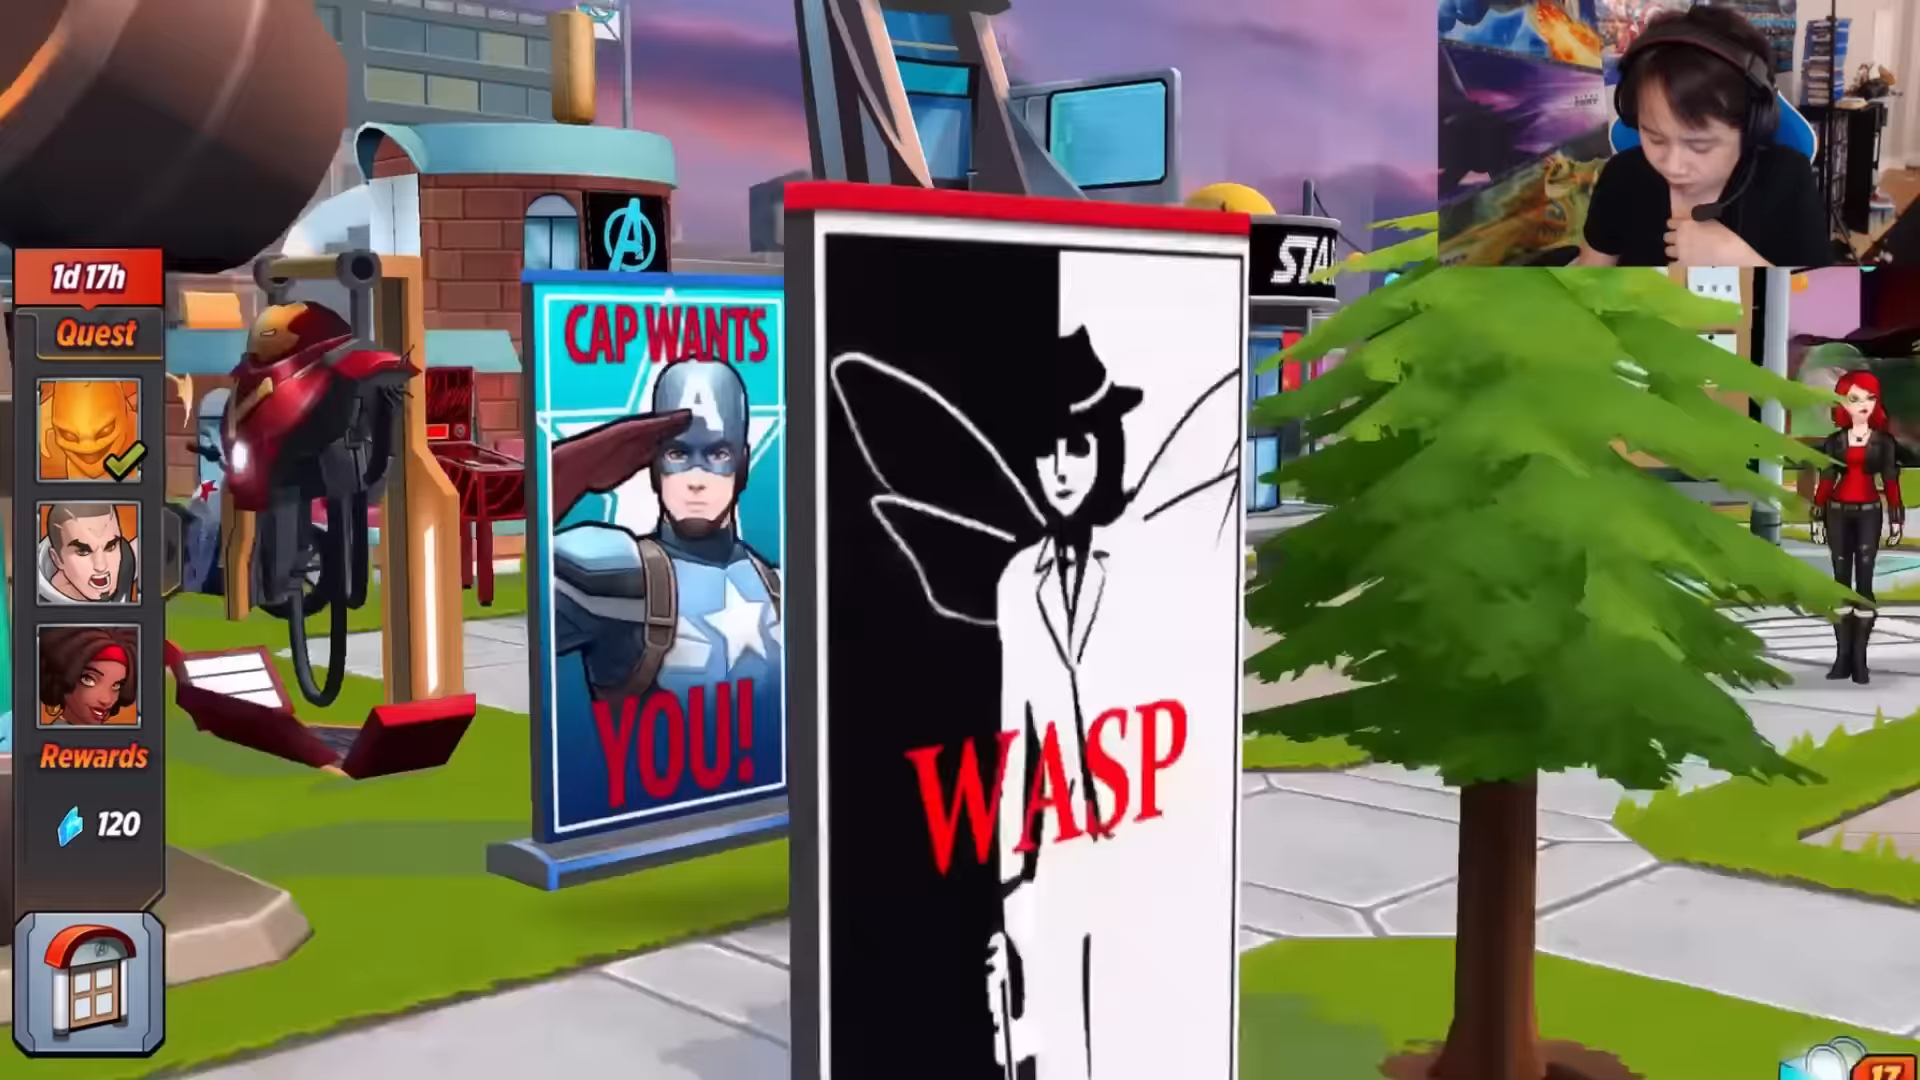 1d 17h
Quest
Rewards
120
CAP WANTS
YOU!
WASP
STA
17